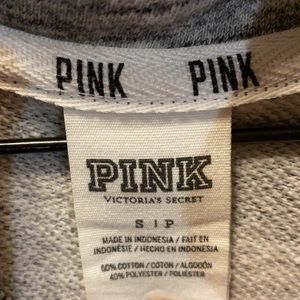 PINK PINK
PINK
VICTORIA'S SECRET
S | P
MADE IN INDONESIA / FAIT EN
INDONÉSIE / HECHO EN INDONESIA
60% COTTON / COTON / ALGODÓN
40% POLYESTER / POLIÉSTER